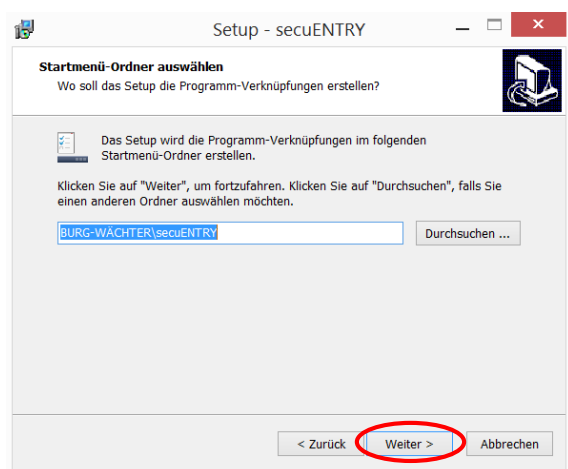 Setup - secuENTRY
Startmenü-Ordner auswählen
Wo soll das Setup die Programm-Verknüpfungen erstellen?
Das Setup wird die Programm-Verknüpfungen im folgenden
Startmenü-Ordner erstellen.
Klicken Sie auf "Weiter", um fortzufahren. Klicken Sie auf "Durchsuchen", falls Sie
einen anderen Ordner auswählen möchten.
BURG-WÄCHTER\secuENTRY
Durchsuchen ...
< Zurück
Weiter >
Abbrechen